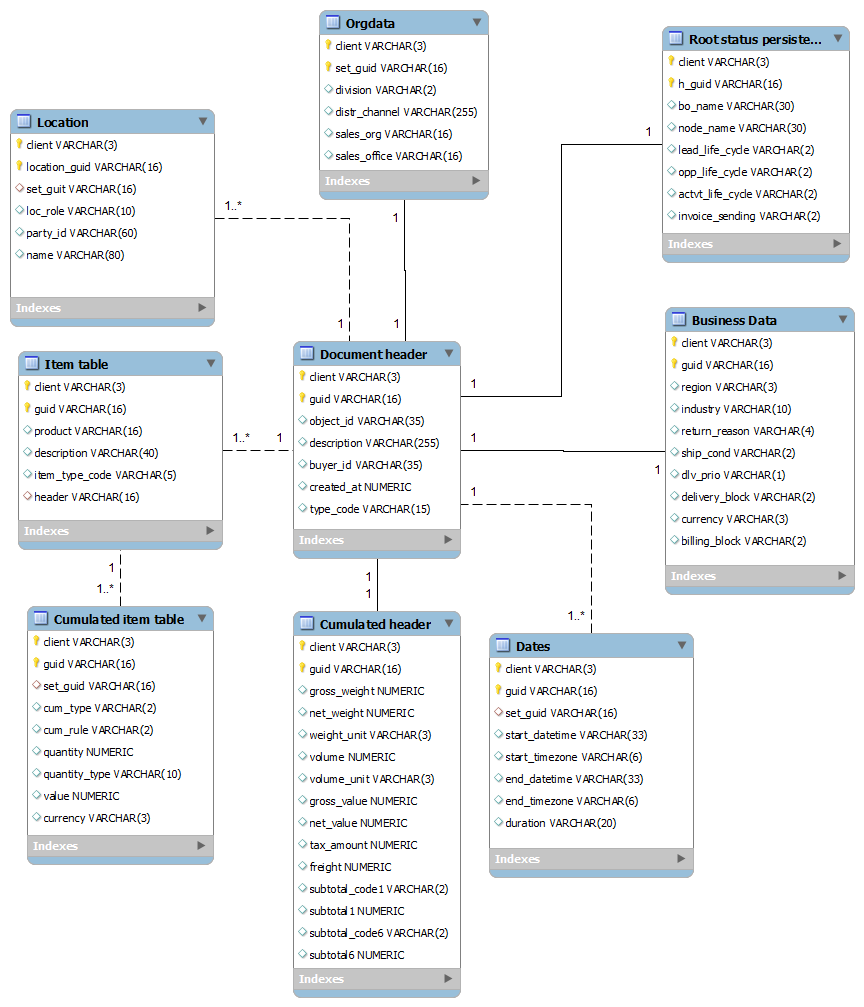 Orgdata
client VARCHAR(3)
set_guid VARCHAR(16)
division VARCHAR(2)
distr_channel VARCHAR(255)
sales_org VARCHAR(16)
sales_office VARCHAR(16)
Indexes
Root status persiste...
client VARCHAR(3)
h_guid VARCHAR(16)
bo_name VARCHAR(30)
node_name VARCHAR(30)
lead_life_cycle VARCHAR(2)
opp_life_cycle VARCHAR(2)
actvt_life_cycle VARCHAR(2)
invoice_sending VARCHAR(2)
Indexes
Location
client VARCHAR(3)
location_guid VARCHAR(16)
set_guit VARCHAR(16)
loc_role VARCHAR(10)
party_id VARCHAR(60)
name VARCHAR(80)
Indexes
1..*
1
1
1
1
1
Business Data
client VARCHAR(3)
guid VARCHAR(16)
region VARCHAR(3)
industry VARCHAR(10)
return_reason VARCHAR(4)
ship_cond VARCHAR(2)
dlv_prio VARCHAR(1)
delivery_block VARCHAR(2)
currency VARCHAR(3)
billing_block VARCHAR(2)
Indexes
Document header
client VARCHAR(3)
guid VARCHAR(16)
object_id VARCHAR(35)
description VARCHAR(255)
buyer_id VARCHAR(35)
created_at NUMERIC
type_code VARCHAR(15)
Indexes
Item table
client VARCHAR(3)
guid VARCHAR(16)
product VARCHAR(16)
description VARCHAR(40)
item_type_code VARCHAR(5)
header VARCHAR(16)
Indexes
1..*
1
1
1
1
1..*
1
1..*
1
1
Cumulated item table
client VARCHAR(3)
guid VARCHAR(16)
set_guid VARCHAR(16)
cum_type VARCHAR(2)
cum_rule VARCHAR(2)
quantity NUMERIC
quantity_type VARCHAR(10)
value NUMERIC
currency VARCHAR(3)
Indexes
Cumulated header
client VARCHAR(3)
guid VARCHAR(16)
gross_weight NUMERIC
net_weight NUMERIC
weight_unit VARCHAR(3)
volume NUMERIC
volume_unit VARCHAR(3)
gross_value NUMERIC
net_value NUMERIC
tax_amount NUMERIC
freight NUMERIC
subtotal_code1 VARCHAR(2)
subtotal1 NUMERIC
subtotal_code6 VARCHAR(2)
subtotal6 NUMERIC
Indexes
Dates
client VARCHAR(3)
guid VARCHAR(16)
set_guid VARCHAR(16)
start_datetime VARCHAR(33)
start_timezone VARCHAR(6)
end_datetime VARCHAR(33)
end_timezone VARCHAR(6)
duration VARCHAR(20)
Indexes